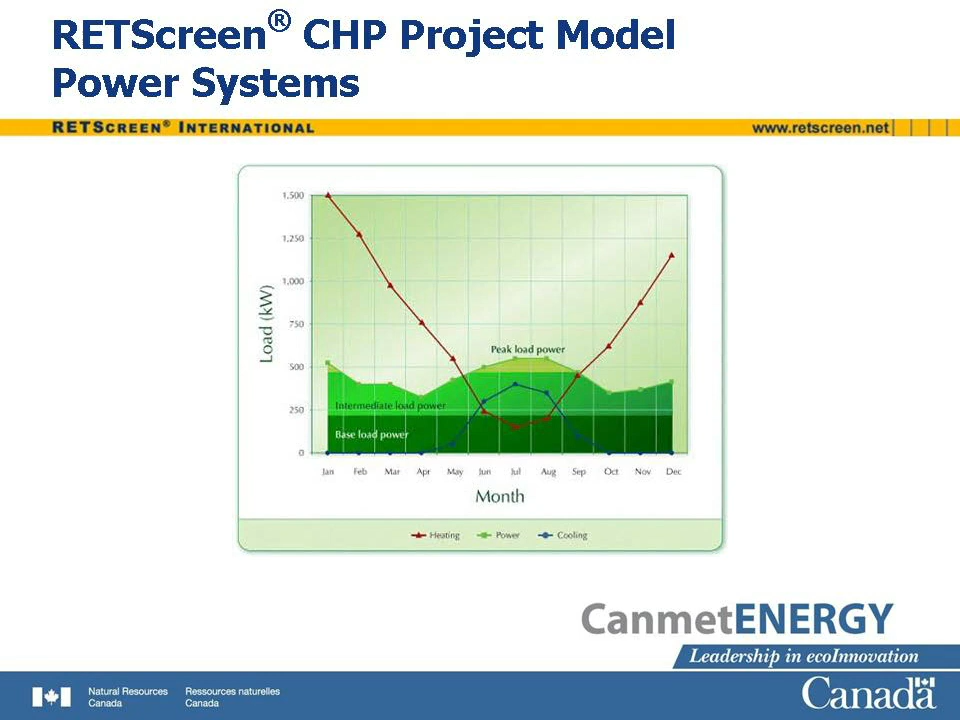 RETScreen® CHP Project Model
Power Systems
RETSCREEN® INTERNATIONAL
www.retscreen.net
1,500
1,250
1,000
750
500
250
0
Load (kW)
Peak load power
Intermediate load power
Base load power
Jan Feb Mar Apr May Jun Jul Aug Sep Oct Nov Dec
Month
Heating Power Cooling
CanmetENERGY
Leadership in ecoInnovation
Natural Resources Ressources naturelles
Canada Canada
Canada